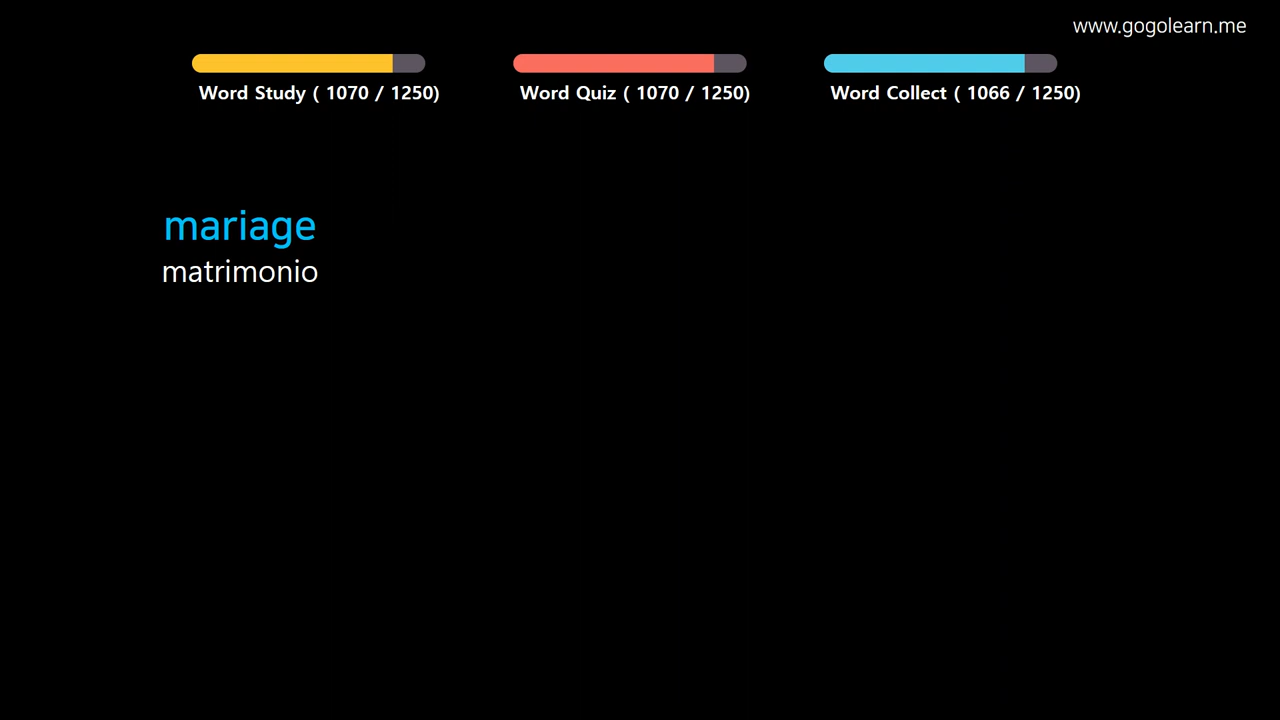 www.gogolearn.me
Word Study ( 1070 / 1250)
Word Quiz ( 1070 / 1250)
Word Collect ( 1066 / 1250)
mariage
matrimonio